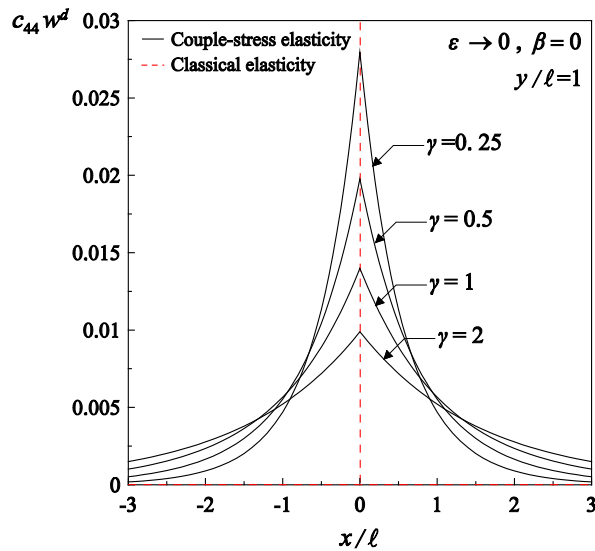 c₄₄ wᵈ
Couple-stress elasticity
Classical elasticity
ε → 0 , β = 0
y / ℓ = 1
γ = 0. 25
γ = 0.5
γ = 1
γ = 2
0.03
0.025
0.02
0.015
0.01
0.005
0
-3 -2 -1 0 1 2 3
x / ℓ